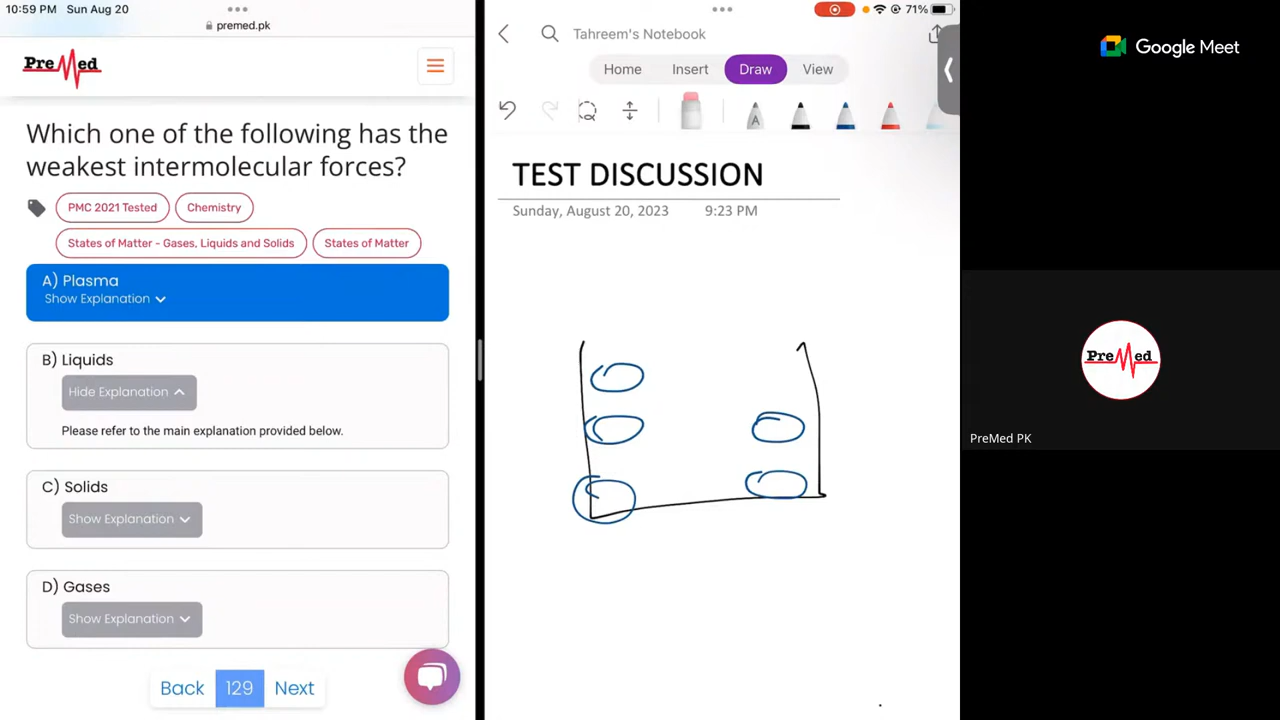 10:59 PM Sun Aug 20
premed.pk
PreMed
Which one of the following has the
weakest intermolecular forces?
PMC 2021 Tested
Chemistry
States of Matter - Gases, Liquids and Solids
States of Matter
A) Plasma
Show Explanation
B) Liquids
Hide Explanation
Please refer to the main explanation provided below.
C) Solids
Show Explanation
D) Gases
Show Explanation
Back 129 Next
71%
Tahreem's Notebook
Home Insert Draw View
A
TEST DISCUSSION
Sunday, August 20, 2023 9:23 PM
Google Meet
PreMed
PreMed PK